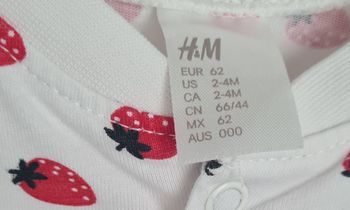 H&M
EUR 62
US 2-4M
CA 2-4M
CN 66/44
MX 62
AUS 000